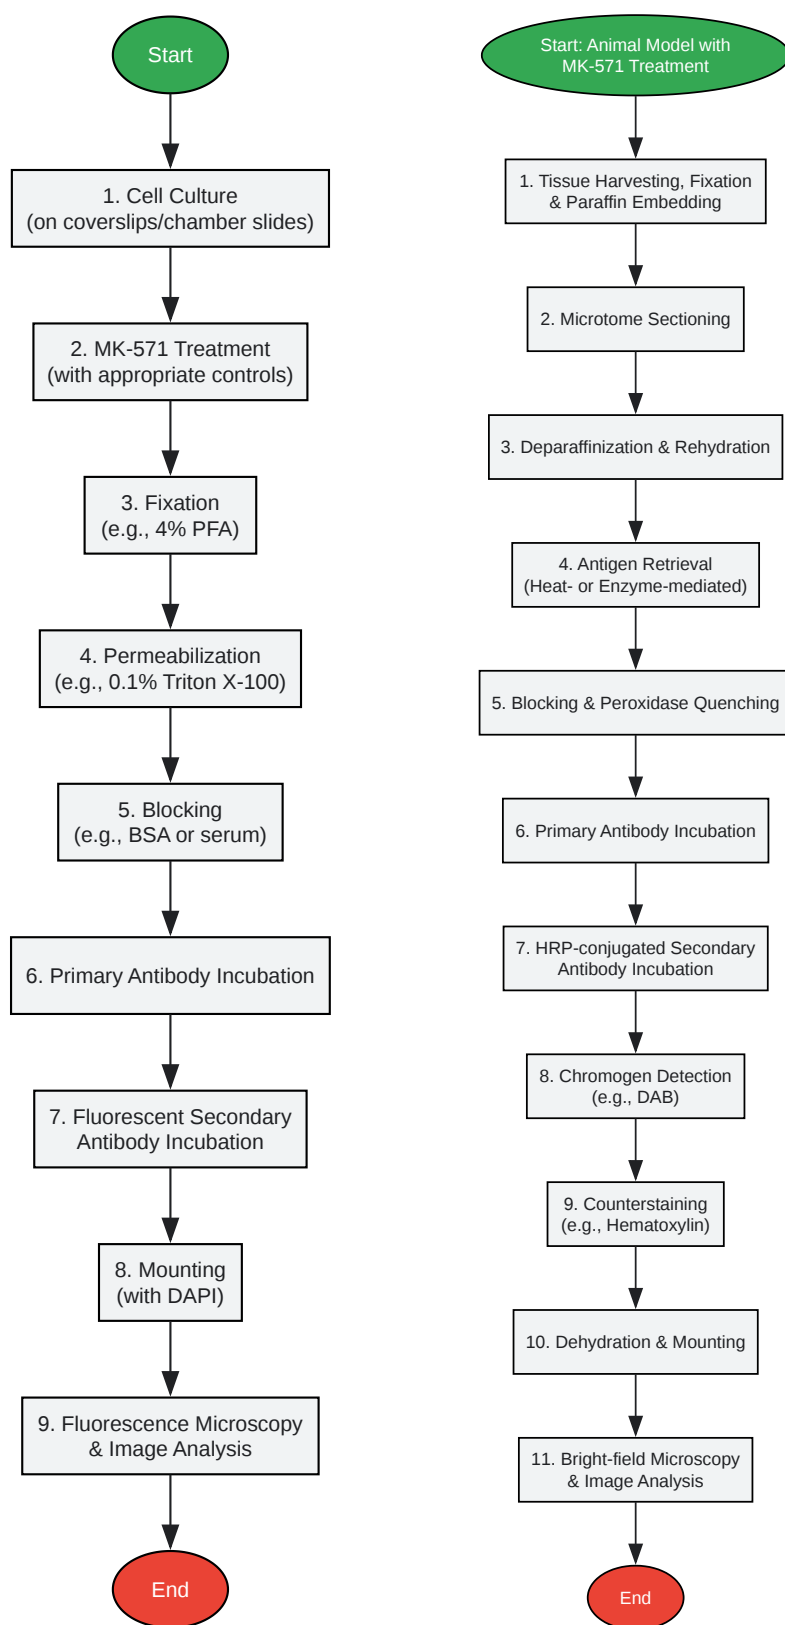 Start
1. Cell Culture
(on coverslips/chamber slides)
2. MK-571 Treatment
(with appropriate controls)
3. Fixation
(e.g., 4% PFA)
4. Permeabilization
(e.g., 0.1% Triton X-100)
5. Blocking
(e.g., BSA or serum)
6. Primary Antibody Incubation
7. Fluorescent Secondary
Antibody Incubation
8. Mounting
(with DAPI)
9. Fluorescence Microscopy
& Image Analysis
End
Start: Animal Model with
MK-571 Treatment
1. Tissue Harvesting, Fixation
& Paraffin Embedding
2. Microtome Sectioning
3. Deparaffinization & Rehydration
4. Antigen Retrieval
(Heat- or Enzyme-mediated)
5. Blocking & Peroxidase Quenching
6. Primary Antibody Incubation
7. HRP-conjugated Secondary
Antibody Incubation
8. Chromogen Detection
(e.g., DAB)
9. Counterstaining
(e.g., Hematoxylin)
10. Dehydration & Mounting
11. Bright-field Microscopy
& Image Analysis
End